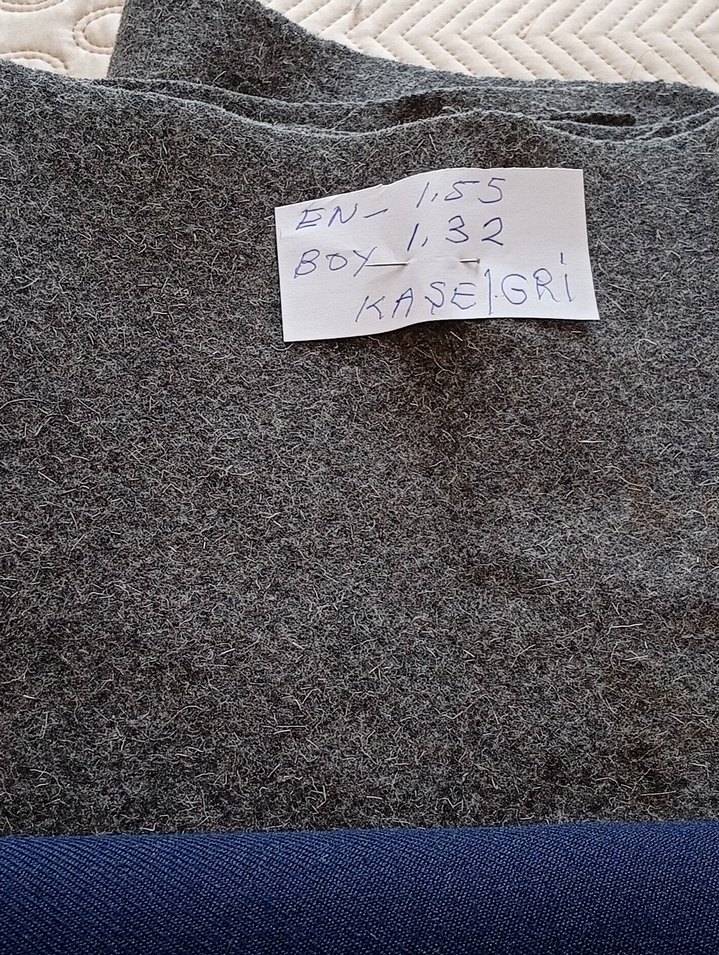 EN- 1.55
BOY 1.32
KAŞE/.GRİ